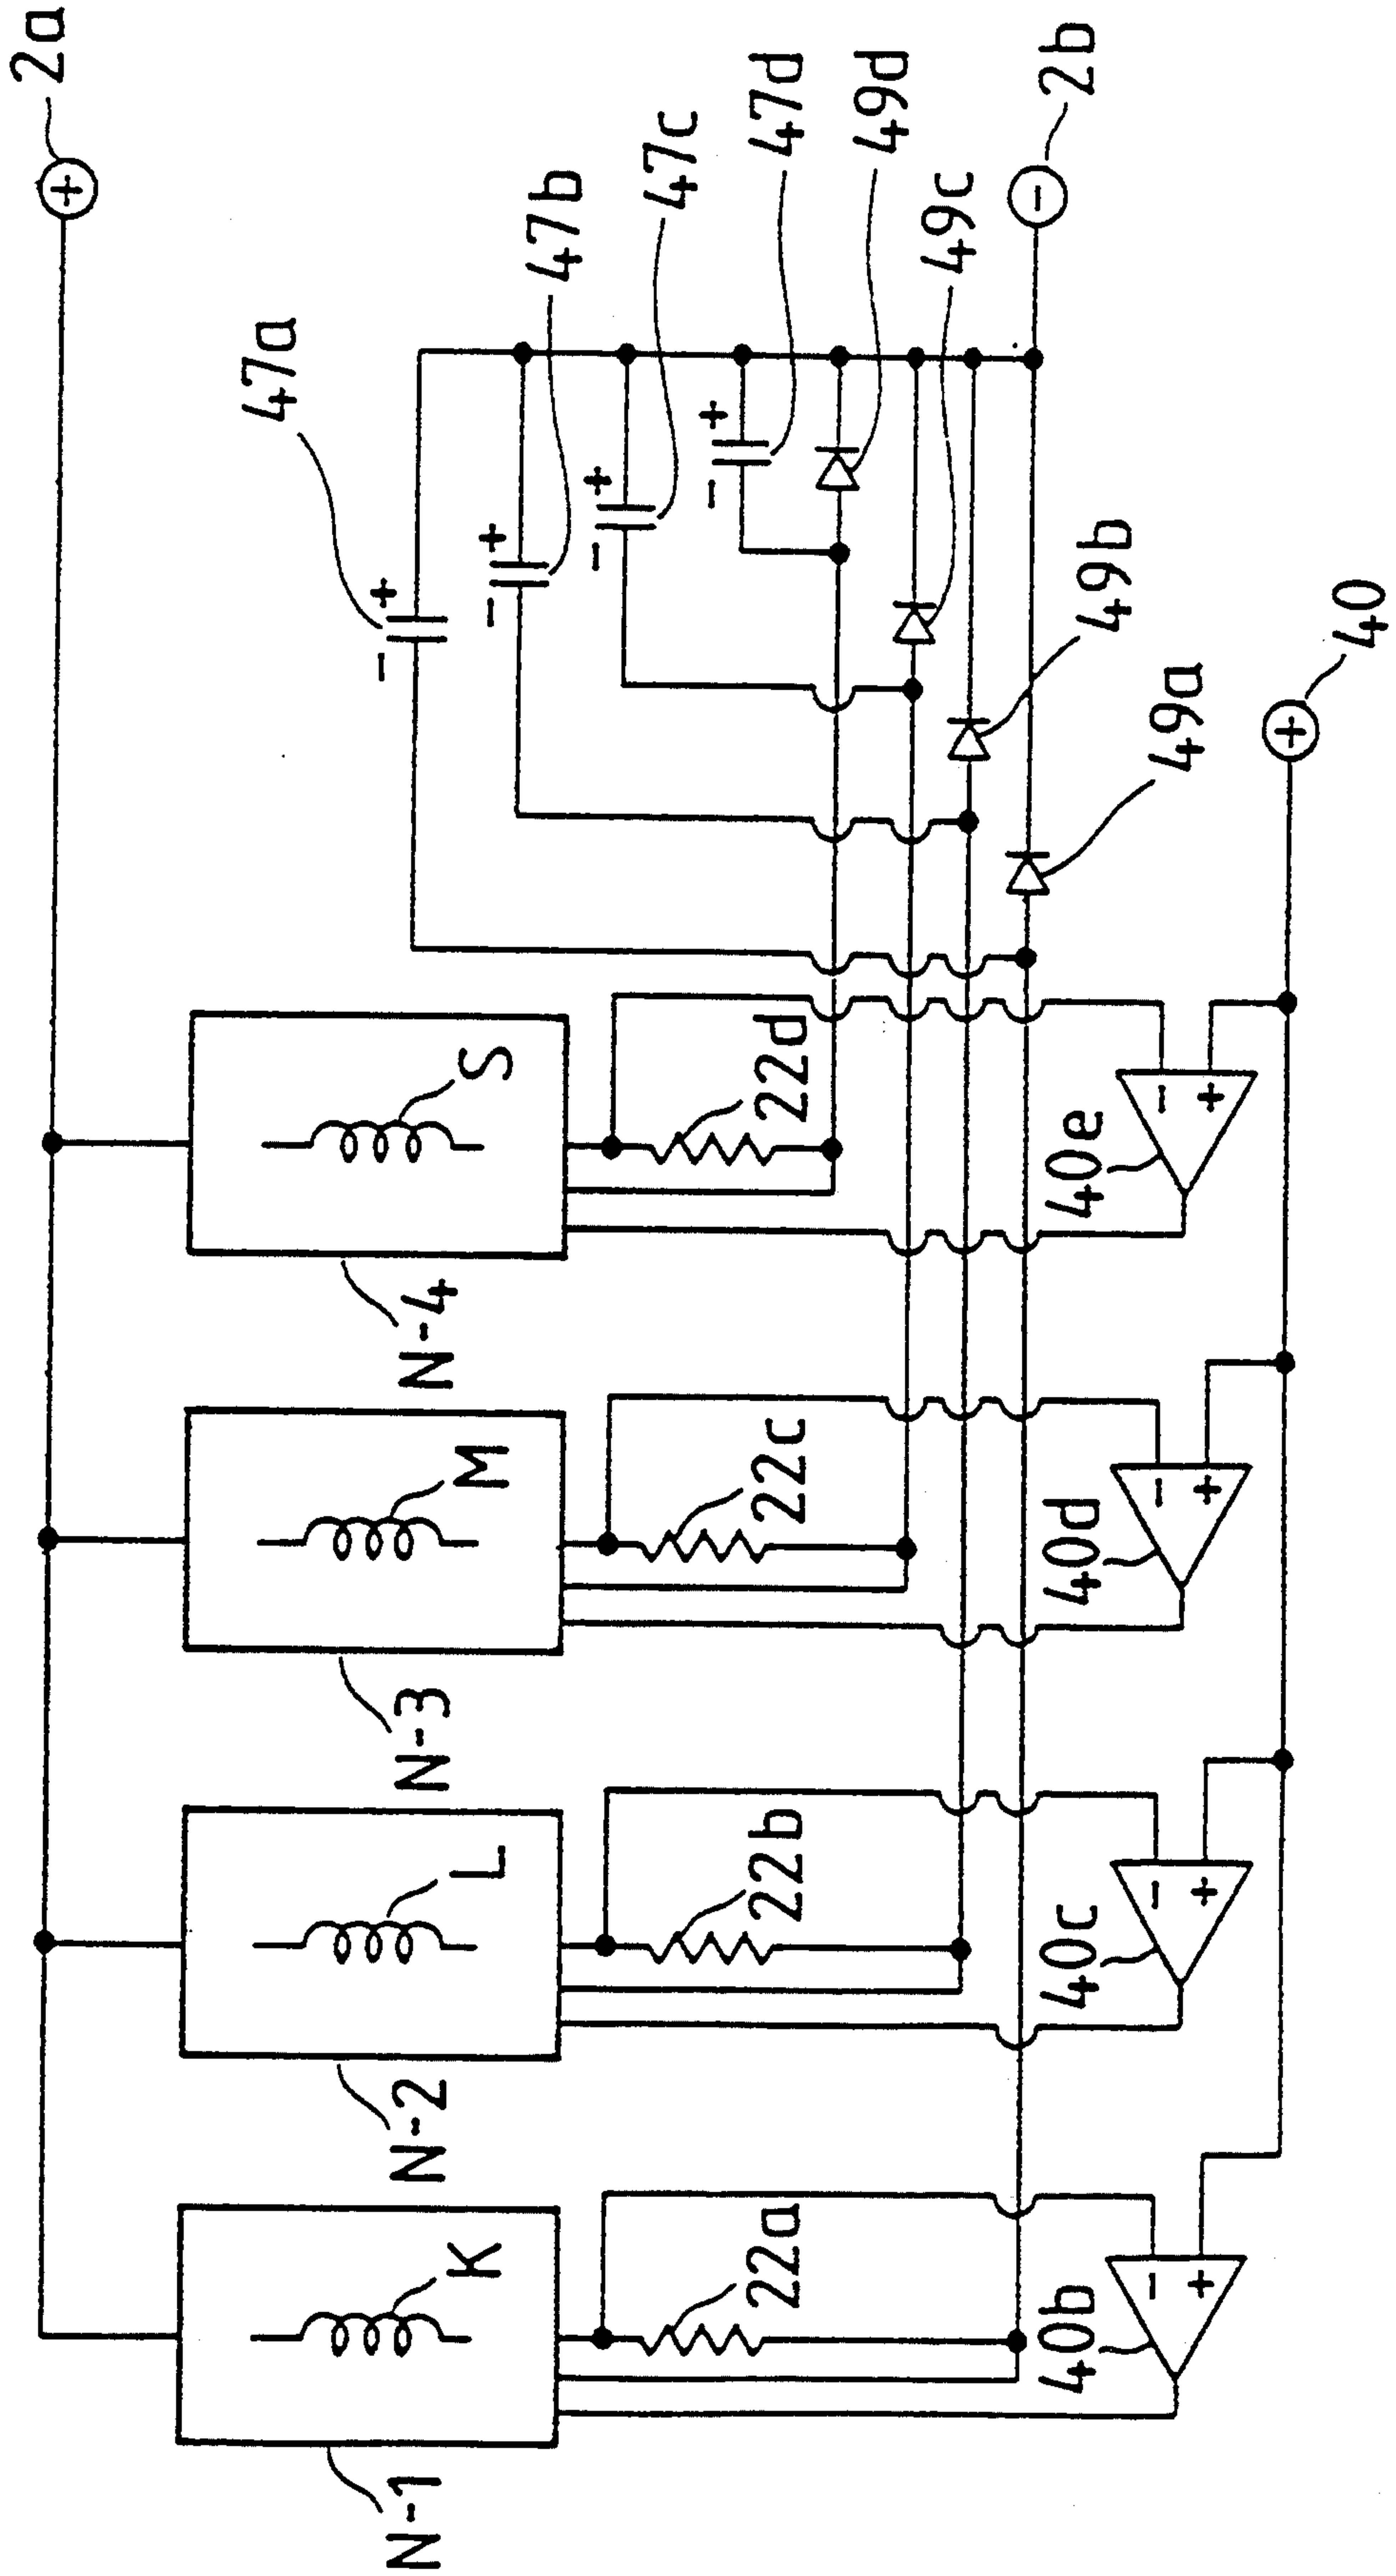 2a
+
47a
47b
47c
47d
49d
49c
2b
−
− +
− +
− +
− +
49b
49a
40
+
S
22d
N-4
40e
− +
M
22c
N-3
40d
− +
L
22b
N-2
40c
− +
K
22a
N-1
40b
− +